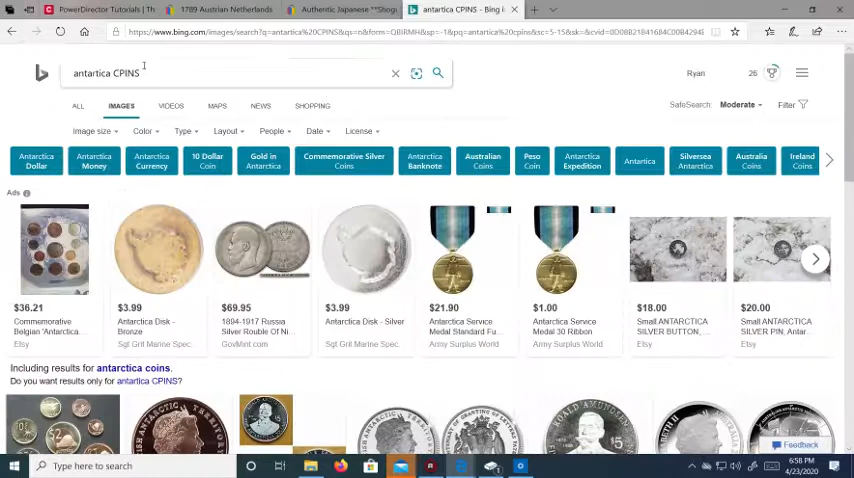 PowerDirector Tutorials | Th
1789 Austrian Netherlands
Authentic Japanese **Shogi
antartica CPINS - Bing i
https://www.bing.com/images/search?q=antartica%20CPINS&qs=n&form=QBIRMH&sp=-1&pq=antartica%20cpins&sc=5-15&sk=&cvid=
antartica CPINS
Ryan
26
ALL
IMAGES
VIDEOS
MAPS
NEWS
SHOPPING
SafeSearch: Moderate
Filter
Image size
Color
Type
Layout
People
Date
License
Antarctica Dollar
Antarctica Money
Antarctica Currency
10 Dollar Coin
Gold in Antarctica
Commemorative Silver Coins
Antarctica Banknote
Australian Coins
Peso Coin
Antarctica Expedition
Antartica
Silversea Antarctica
Australia Coins
Ireland Coins
Ads
$36.21
Commemorative
Belgian 'Antartica...
Etsy
$3.99
Antarctica Disk -
Bronze
Sgt Grit Marine Spec.
$69.95
1894-1917 Russia
Silver Rouble Of Ni...
GovMint.com
$3.99
Antarctica Disk - Silver
Sgt Grit Marine Spec.
$21.90
Antarctica Service
Medal Standard Fu...
Army Surplus World
$1.00
Antarctica Service
Medal 30 Ribbon
Army Surplus World
$18.00
Small ANTARCTICA
SILVER BUTTON, ...
Etsy
$20.00
Small ANTARCTICA
SILVER PIN, Antar...
Etsy
Including results for antarctica coins.
Do you want results only for antartica CPINS?
ROALD AMUNDSEN
$5
Feedback
Type here to search
6:58 PM
4/23/2020